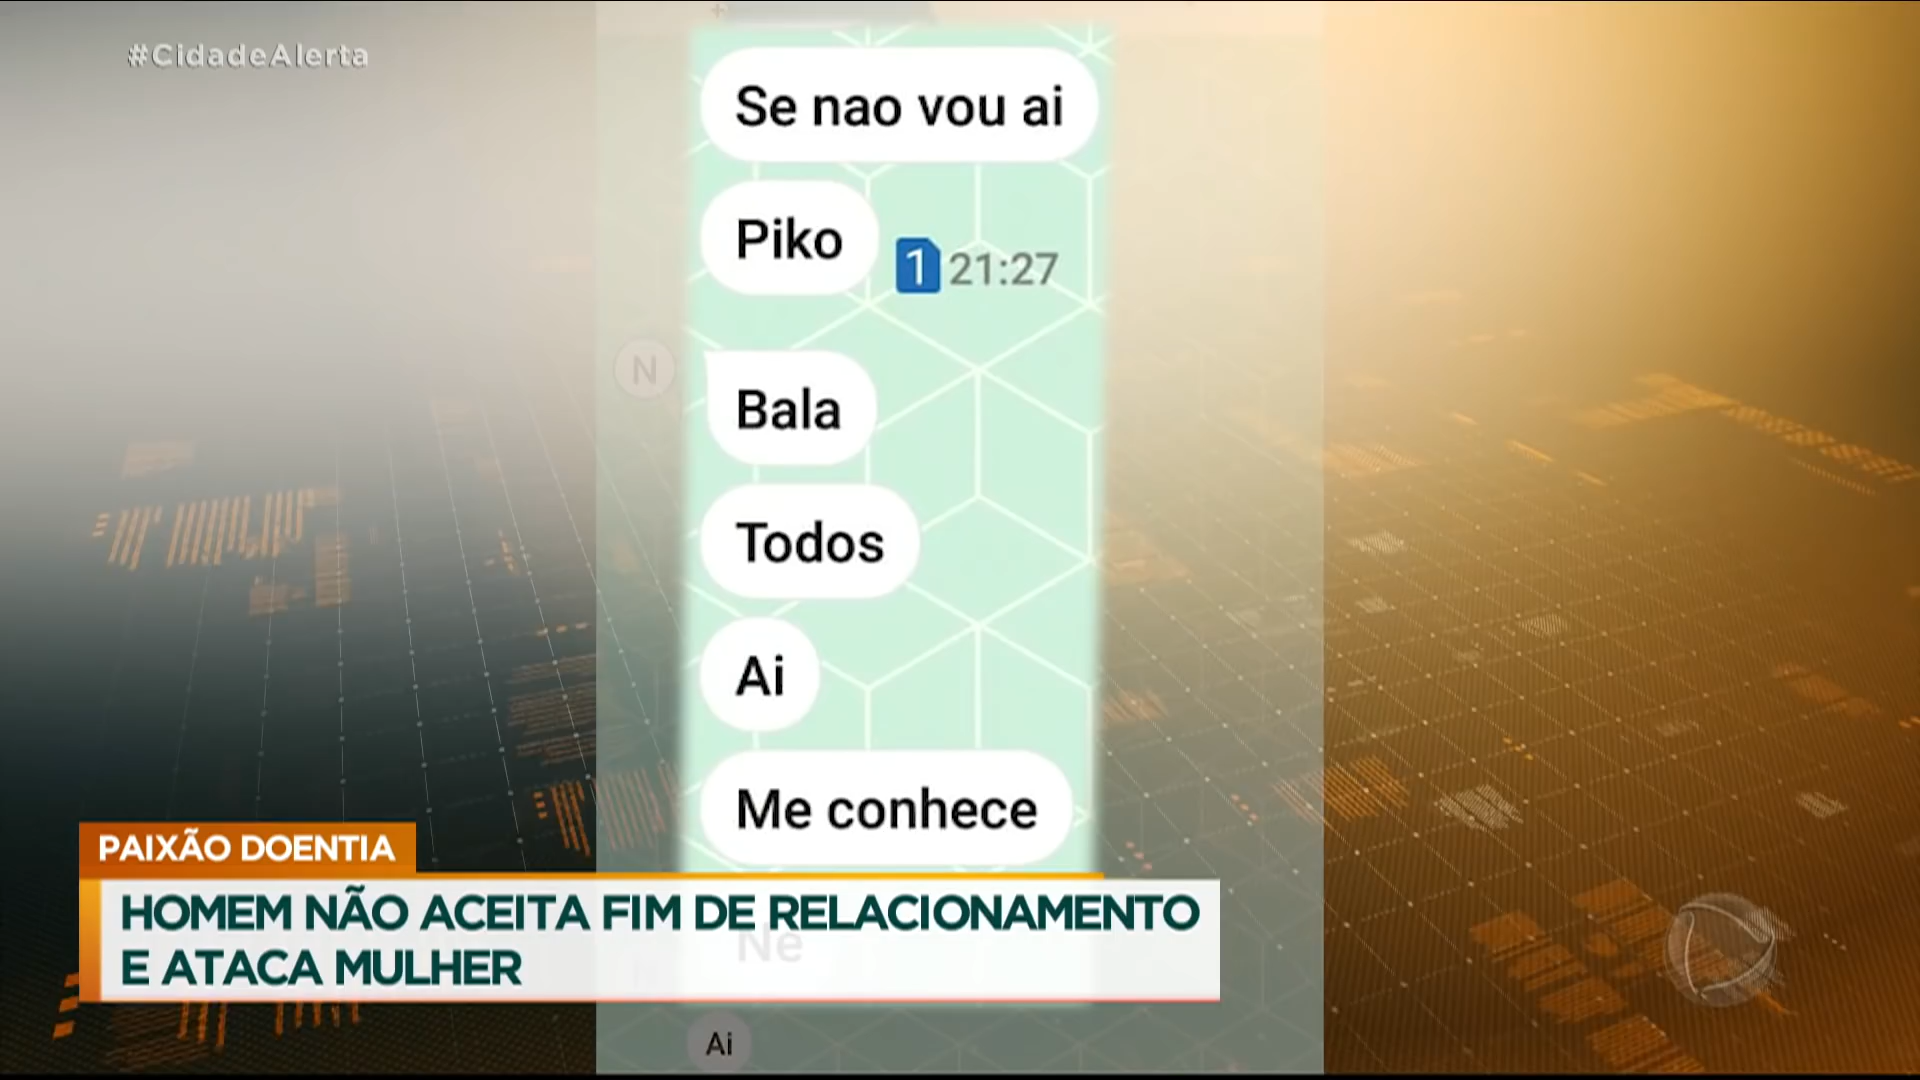 #CidadeAlerta
Se nao vou ai
Piko
1 21:27
N
Bala
Todos
Ai
Me conhece
PAIXÃO DOENTIA
HOMEM NÃO ACEITA FIM DE RELACIONAMENTO
E ATACA MULHER
Né
Ai